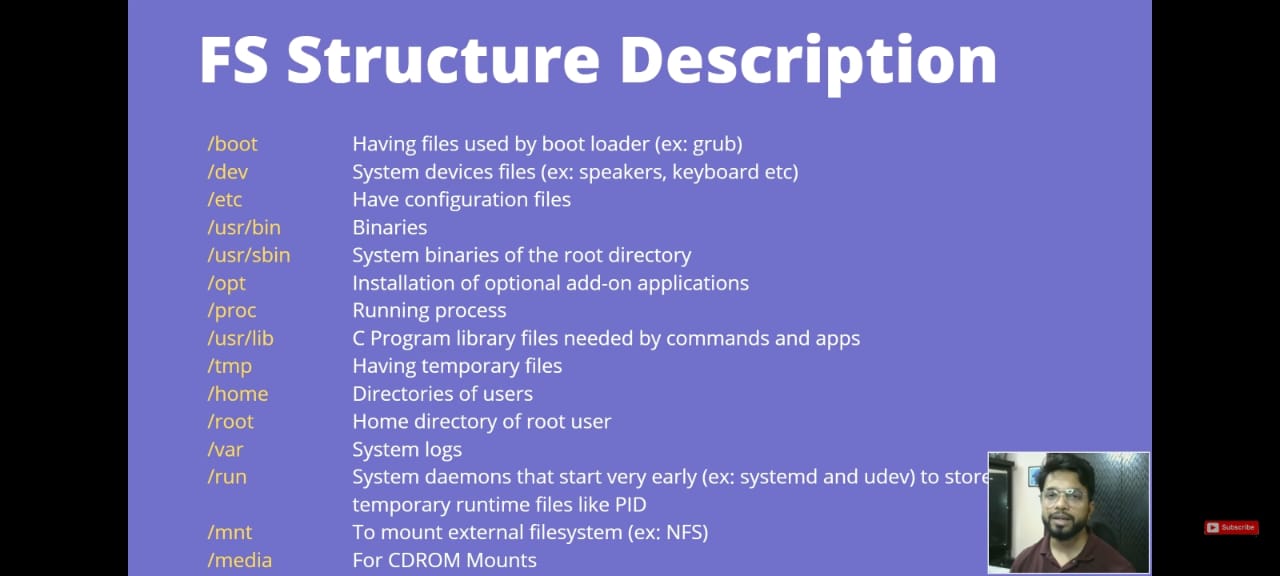 FS Structure Description
/boot Having files used by boot loader (ex: grub)
/dev System devices files (ex: speakers, keyboard etc)
/etc Have configuration files
/usr/bin Binaries
/usr/sbin System binaries of the root directory
/opt Installation of optional add-on applications
/proc Running process
/usr/lib C Program library files needed by commands and apps
/tmp Having temporary files
/home Directories of users
/root Home directory of root user
/var System logs
/run System daemons that start very early (ex: systemd and udev) to store
temporary runtime files like PID
/mnt To mount external filesystem (ex: NFS)
/media For CDROM Mounts
Subscribe